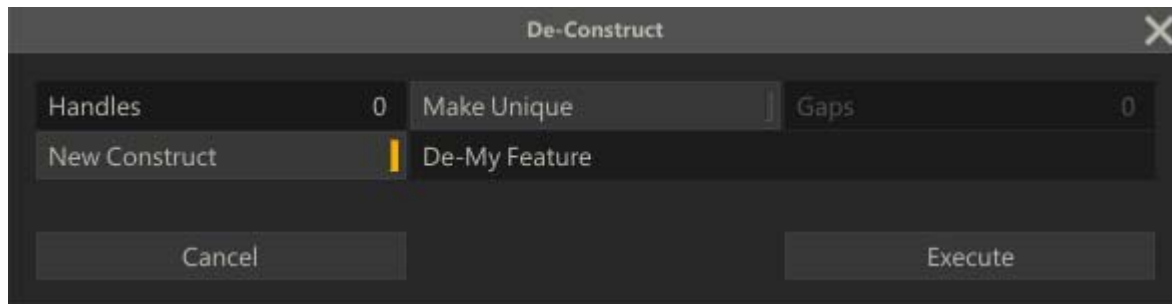 De-Construct
Handles 0 Make Unique Gaps 0
New Construct De-My Feature
Cancel Execute